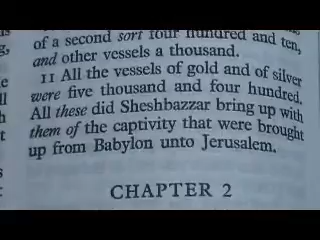 of a second sort four hundred and ten,
and other vessels a thousand.
11 All the vessels of gold and of silver
were five thousand and four hundred.
All these did Sheshbazzar bring up with
them of the captivity that were brought
up from Babylon unto Jerusalem.
CHAPTER 2